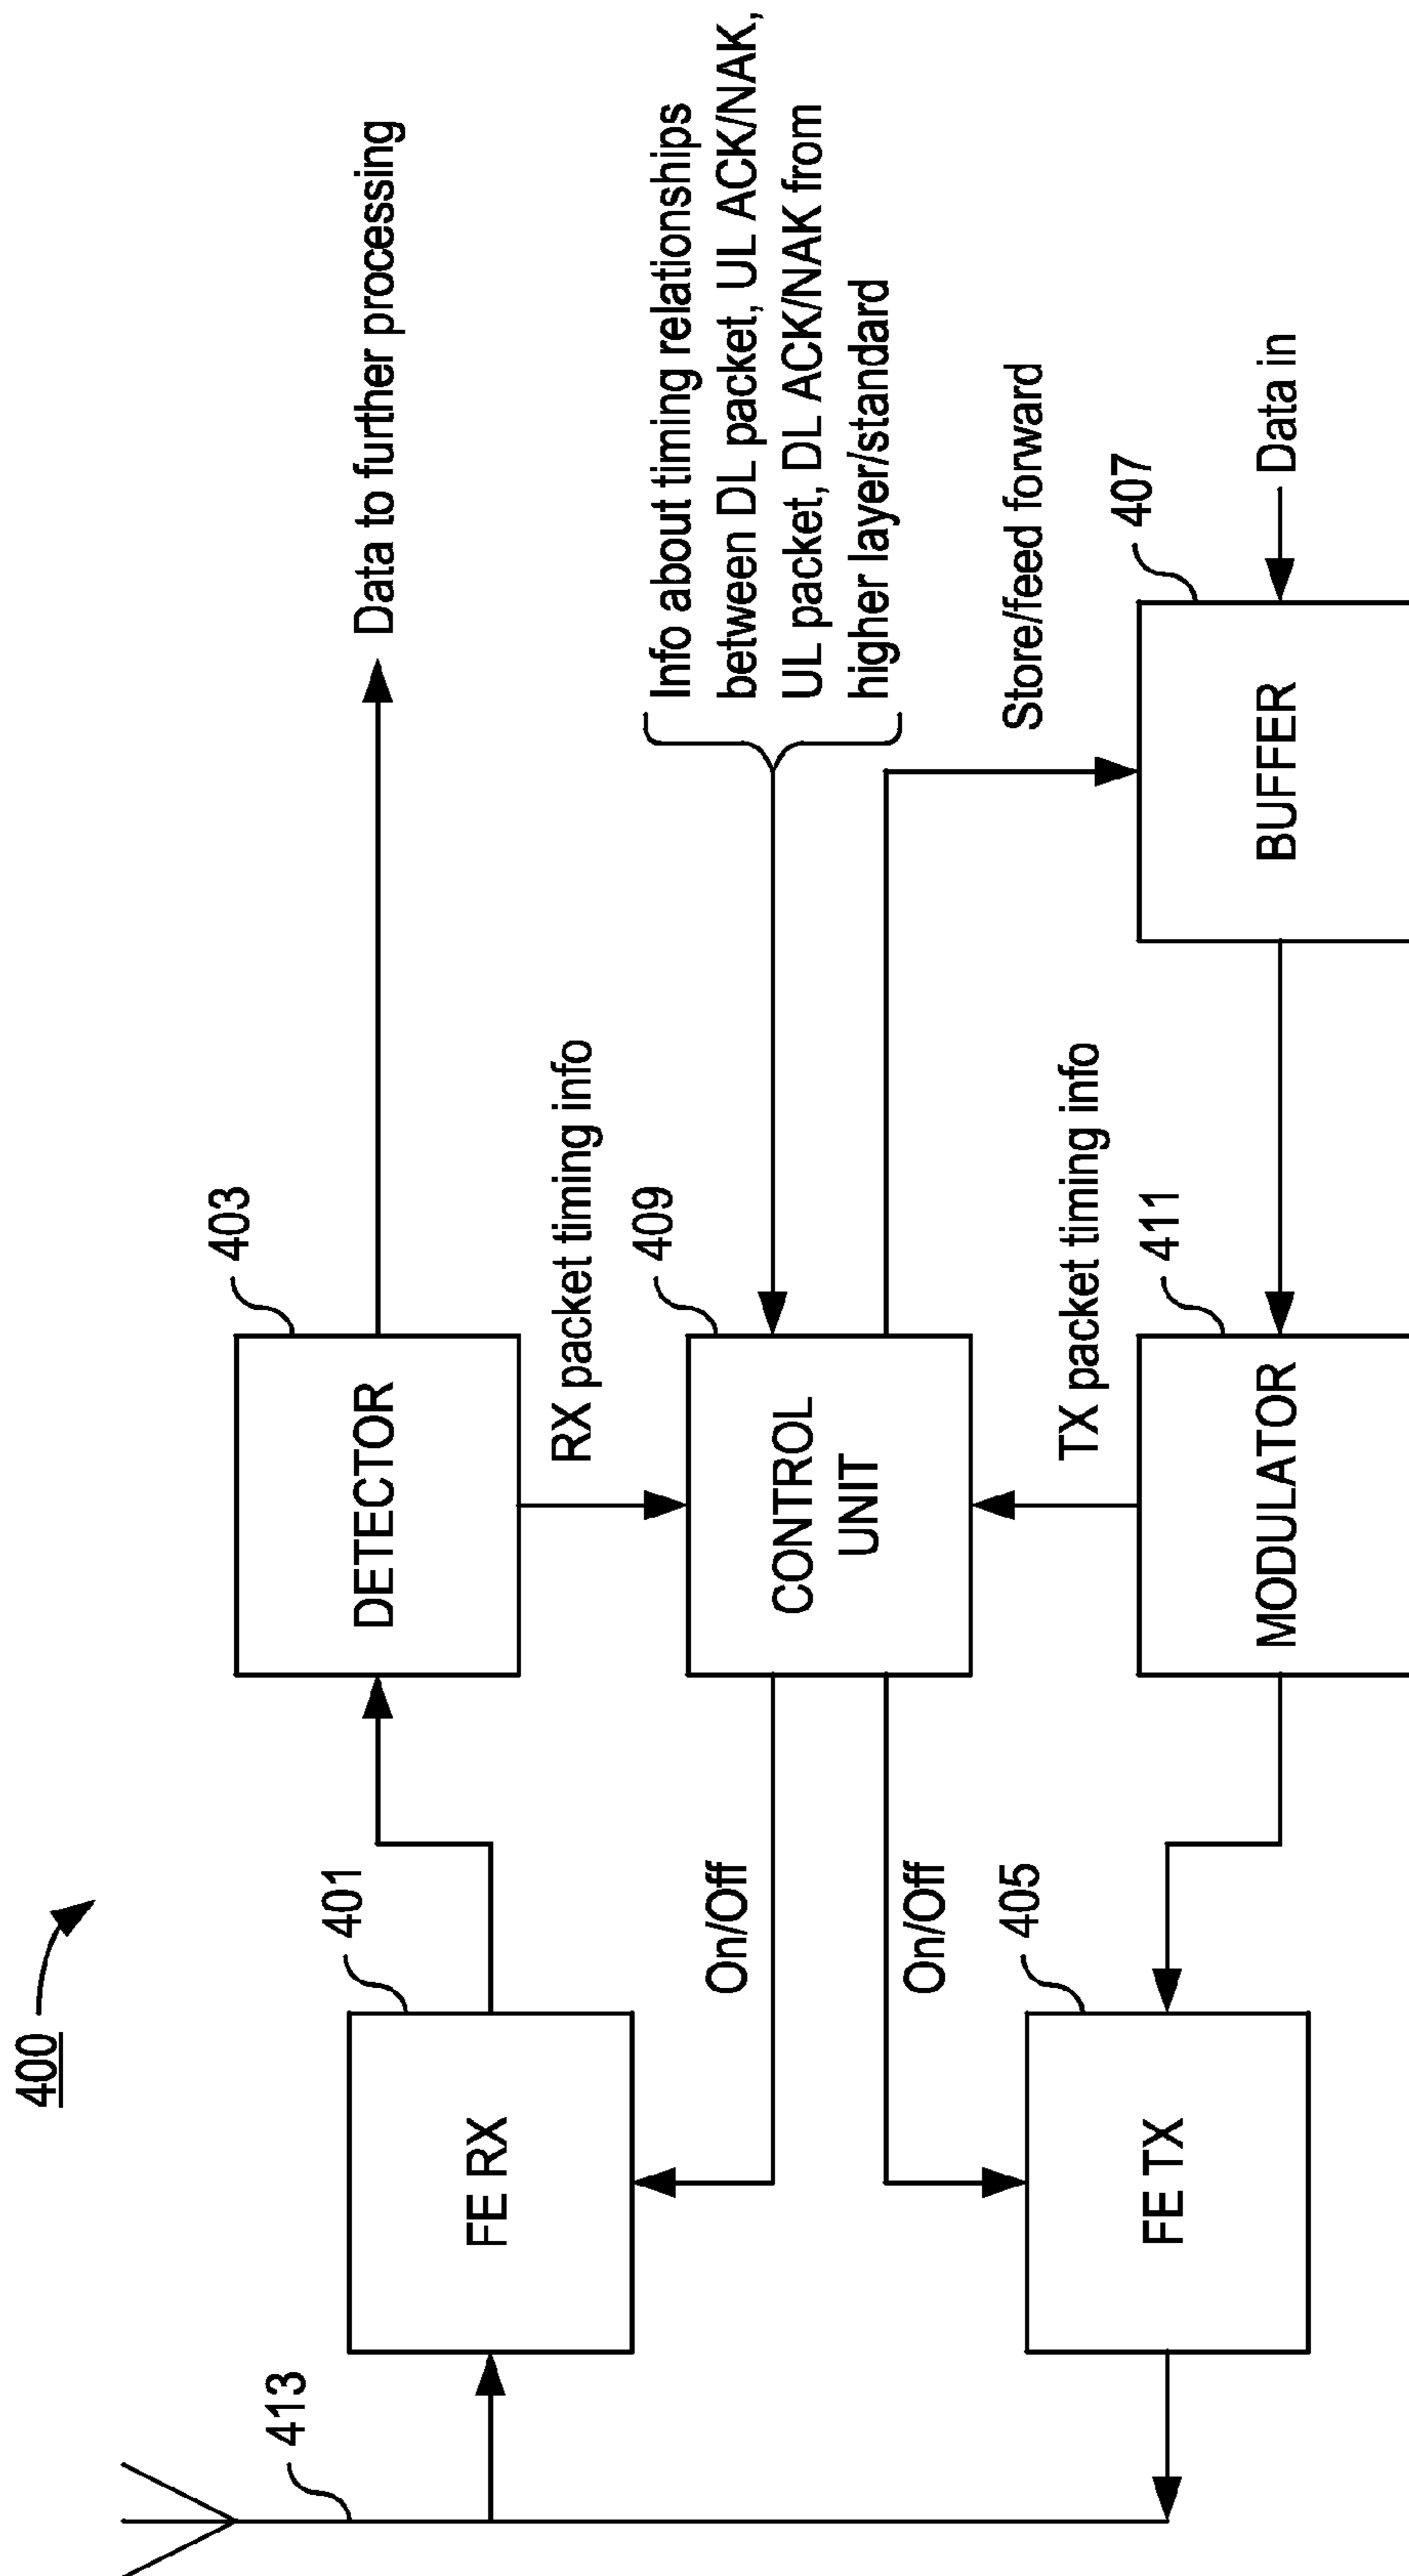 400
413
401
FE RX
403
DETECTOR
Data to further processing
RX packet timing info
On/Off
409
CONTROL
UNIT
Info about timing relationships
between DL packet, UL ACK/NAK,
UL packet, DL ACK/NAK from
higher layer/standard
On/Off
405
FE TX
TX packet timing info
411
MODULATOR
Store/feed forward
407
BUFFER
Data in